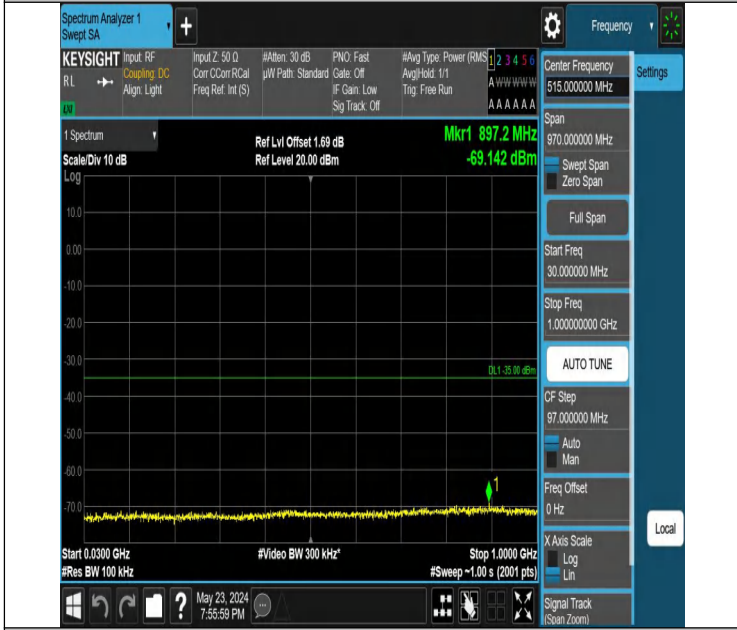 Spectrum Analyzer 1
Swept SA
+
Frequency
KEYSIGHT
RL
LXI
Input: RF
Coupling: DC
Align: Light
Input Z: 50 Ω
Corr CCorr RCal
Freq Ref: Int (S)
#Atten: 30 dB
µW Path: Standard
PNO: Fast
Gate: Off
IF Gain: Low
Sig Track: Off
#Avg Type: Power (RMS
Avg|Hold: 1/1
Trig: Free Run
1 2 3 4 5 6
A W W W W W
A A A A A A
1 Spectrum
Scale/Div 10 dB
Log
Ref Lvl Offset 1.69 dB
Ref Level 20.00 dBm
Mkr1 897.2 MHz
-69.142 dBm
10.0
0.00
-10.0
-20.0
-30.0
-40.0
-50.0
-60.0
-70.0
DL1 -35.00 dBm
1
Start 0.0300 GHz
#Res BW 100 kHz
#Video BW 300 kHz*
Stop 1.0000 GHz
#Sweep ~1.00 s (2001 pts)
?
May 23, 2024
7:55:59 PM
Center Frequency
515.000000 MHz
Span
970.000000 MHz
Swept Span
Zero Span
Full Span
Start Freq
30.000000 MHz
Stop Freq
1.000000000 GHz
AUTO TUNE
CF Step
97.000000 MHz
Auto
Man
Freq Offset
0 Hz
X Axis Scale
Log
Lin
Signal Track
(Span Zoom)
Settings
Local